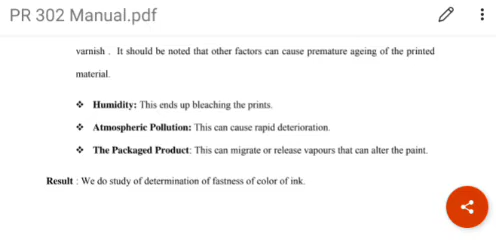 PR 302 Manual.pdf
varnish . It should be noted that other factors can cause premature ageing of the printed
material.
❖ Humidity: This ends up bleaching the prints.
❖ Atmospheric Pollution: This can cause rapid deterioration.
❖ The Packaged Product: This can migrate or release vapours that can alter the paint.
Result : We do study of determination of fastness of color of ink.